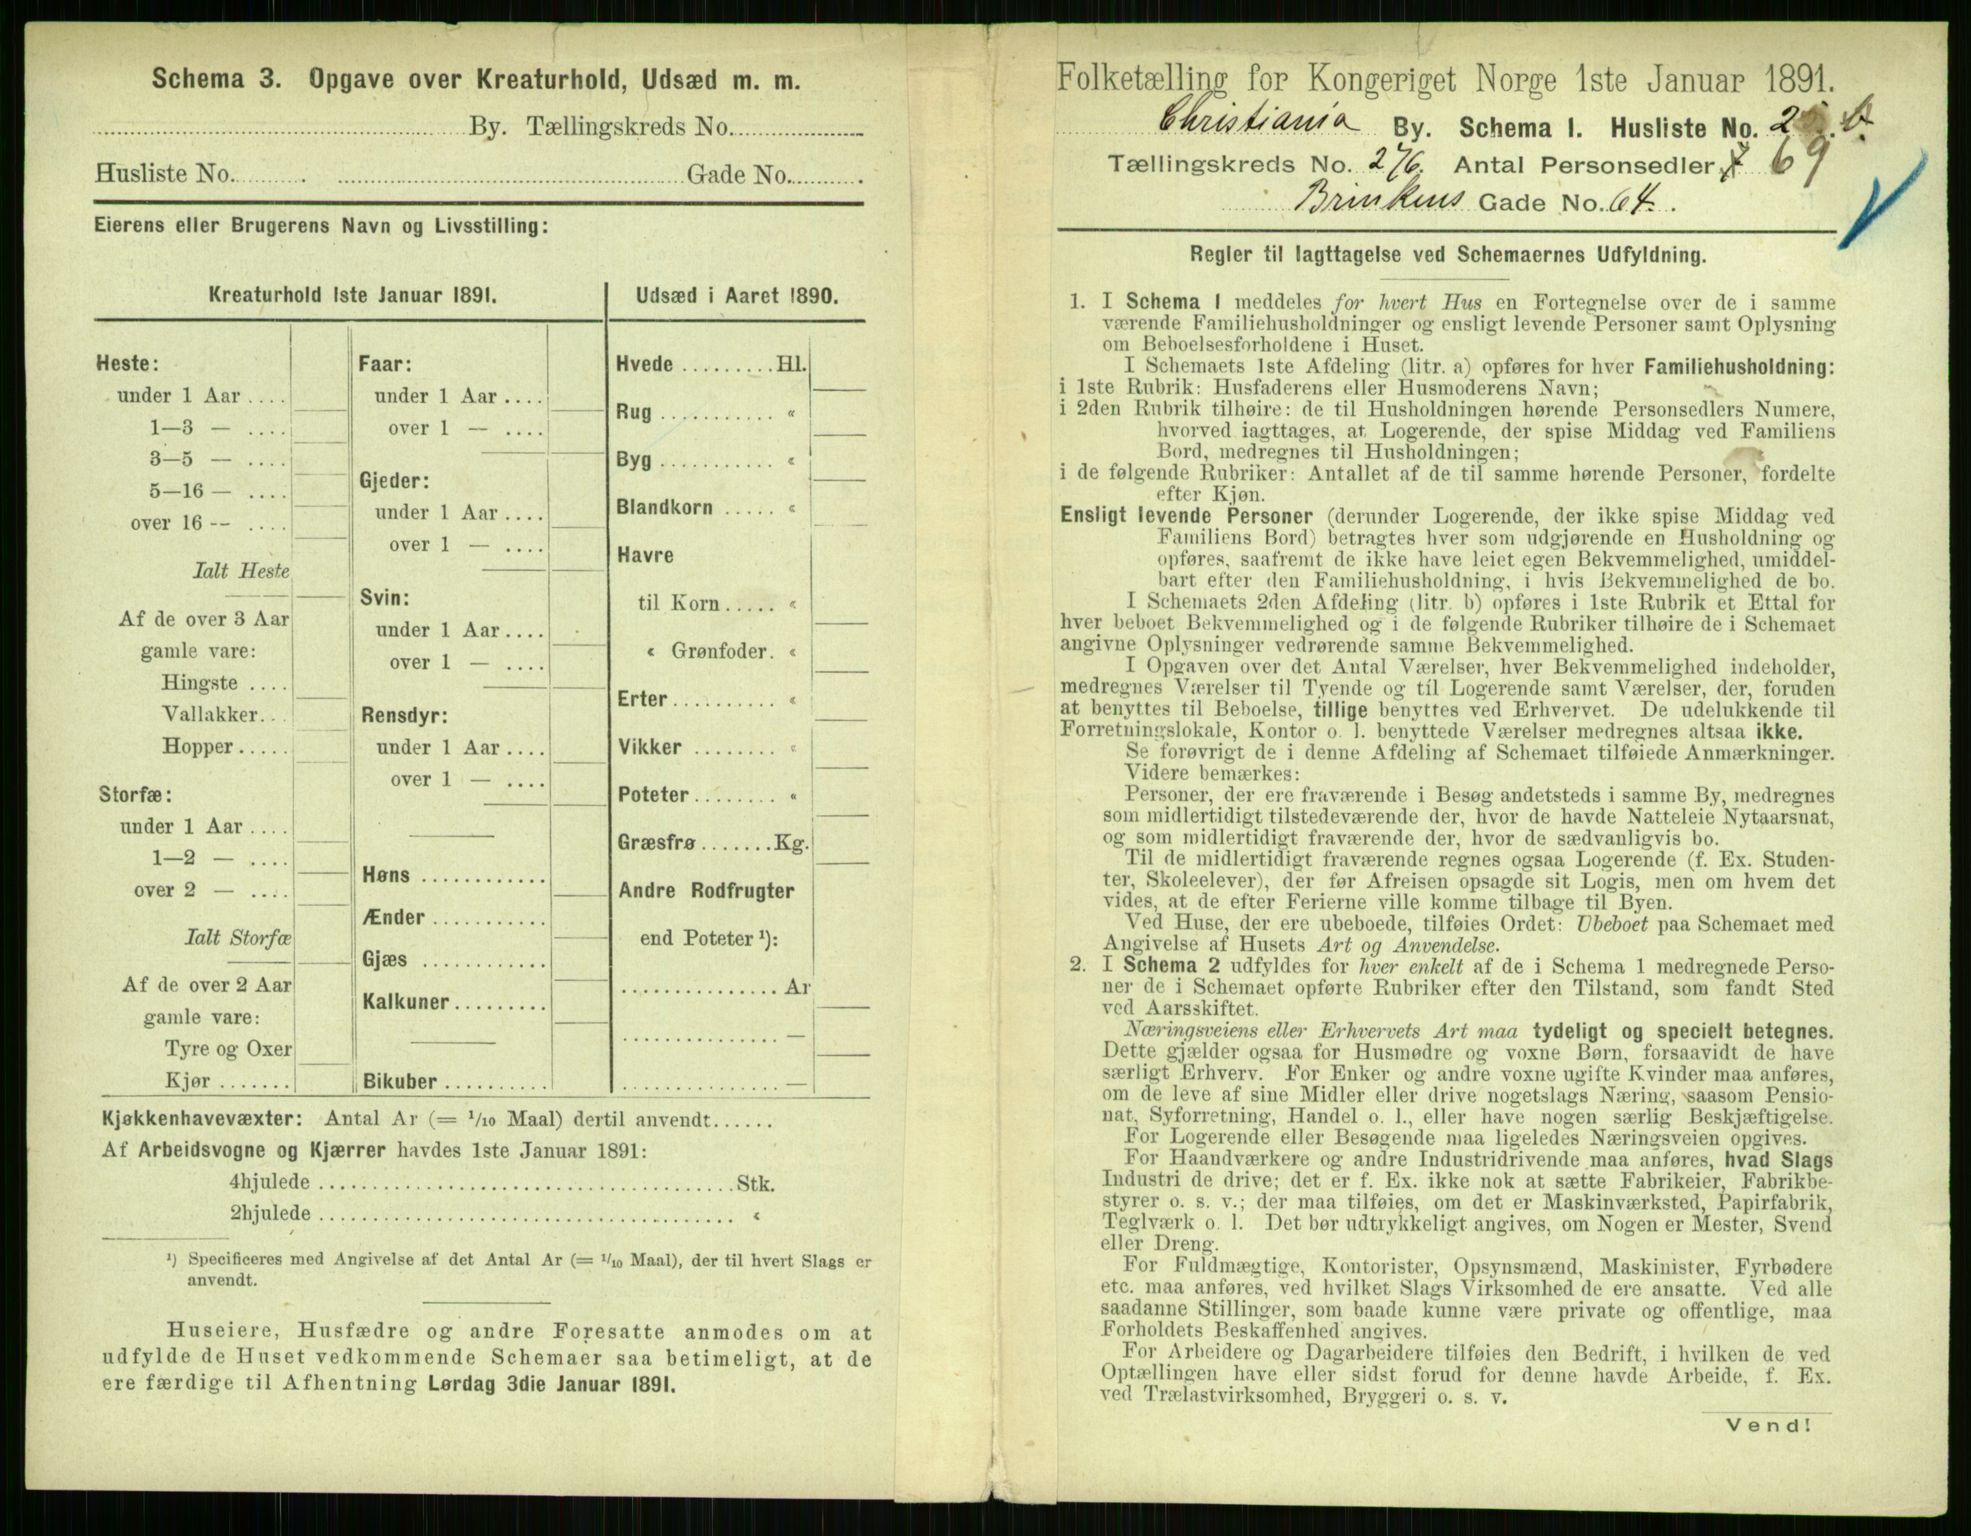 Schema 3. Opgave over Kreaturhold, Udsæd m. m.
By. Tællingskreds No.
Husliste No. Gade No.
Eierens eller Brugerens Navn og Livsstilling:
Kreaturhold 1ste Januar 1891.
Heste:
under 1 Aar
1—3 —
3—5 —
5—16 —
over 16 --
Ialt Heste
Af de over 3 Aar
gamle vare:
Hingste
Vallakker
Hopper
Storfæ:
under 1 Aar
1—2 —
over 2 —
Ialt Storfæ
Af de over 2 Aar
gamle vare:
Tyre og Oxer
Kjør
Faar:
under 1 Aar
over 1 —
Gjeder:
under 1 Aar
over 1 —
Svin:
under 1 Aar
over 1 —
Rensdyr:
under 1 Aar
over 1 —
Høns
Ænder
Gjæs
Kalkuner
Bikuber
Udsæd i Aaret 1890.
Hvede Hl.
Rug «
Byg «
Blandkorn «
Havre
til Korn «
« Grønfoder. «
Erter «
Vikker «
Poteter «
Græsfrø Kg.
Andre Rodfrugter
end Poteter ¹):
Ar
—
—
Kjøkkenhavevæxter: Antal Ar (= 1/10 Maal) dertil anvendt
Af Arbeidsvogne og Kjærrer havdes 1ste Januar 1891:
4hjulede Stk.
2hjulede «
¹) Specificeres med Angivelse af det Antal Ar (= 1/10 Maal), der til hvert Slags er
anvendt.
Huseiere, Husfædre og andre Foresatte anmodes om at
udfylde de Huset vedkommende Schemaer saa betimeligt, at de
ere færdige til Afhentning Lørdag 3die Januar 1891.
Folketælling for Kongeriget Norge 1ste Januar 1891.
Christiania By. Schema I. Husliste No. 2
Tællingskreds No. 276. Antal Personsedler 69
Brinkens Gade No. 64.
Regler til Iagttagelse ved Schemaernes Udfyldning.
1. I Schema 1 meddeles for hvert Hus en Fortegnelse over de i samme
værende Familiehusholdninger og ensligt levende Personer samt Oplysning
om Beboelsesforholdene i Huset.
I Schemaets 1ste Afdeling (litr. a) opføres for hver Familiehusholdning:
i 1ste Rubrik: Husfaderens eller Husmoderens Navn;
i 2den Rubrik tilhøire: de til Husholdningen hørende Personsedlers Numere,
hvorved iagttages, at Logerende, der spise Middag ved Familiens
Bord, medregnes til Husholdningen;
i de følgende Rubriker: Antallet af de til samme hørende Personer, fordelte
efter Kjøn.
Ensligt levende Personer (derunder Logerende, der ikke spise Middag ved
Familiens Bord) betragtes hver som udgjørende en Husholdning og
opføres, saafremt de ikke have leiet egen Bekvemmelighed, umiddel-
bart efter den Familiehusholdning, i hvis Bekvemmelighed de bo.
I Schemaets 2den Afdeling (litr. b) opføres i 1ste Rubrik et Ettal for
hver beboet Bekvemmelighed og i de følgende Rubriker tilhøire de i Schemaet
angivne Oplysninger vedrørende samme Bekvemmelighed.
I Opgaven over det Antal Værelser, hver Bekvemmelighed indeholder,
medregnes Værelser til Tyende og til Logerende samt Værelser, der, foruden
at benyttes til Beboelse, tillige benyttes ved Erhvervet. De udelukkende til
Forretningslokale, Kontor o. l. benyttede Værelser medregnes altsaa ikke.
Se forøvrigt de i denne Afdeling af Schemaet tilføiede Anmærkninger.
Videre bemærkes:
Personer, der ere fraværende i Besøg andetsteds i samme By, medregnes
som midlertidigt tilstedeværende der, hvor de havde Natteleie Nytaarsnat,
og som midlertidigt fraværende der, hvor de sædvanligvis bo.
Til de midlertidigt fraværende regnes ogsaa Logerende (f. Ex. Studen-
ter, Skoleelever), der før Afreisen opsagde sit Logis, men om hvem det
vides, at de efter Ferierne ville komme tilbage til Byen.
Ved Huse, der ere ubeboede, tilføies Ordet: Ubeboet paa Schemaet med
Angivelse af Husets Art og Anvendelse.
2. I Schema 2 udfyldes for hver enkelt af de i Schema 1 medregnede Perso-
ner de i Schemaet opførte Rubriker efter den Tilstand, som fandt Sted
ved Aarsskiftet.
Næringsveiens eller Erhvervets Art maa tydeligt og specielt betegnes.
Dette gjælder ogsaa for Husmødre og voxne Børn, forsaavidt de have
særligt Erhverv. For Enker og andre voxne ugifte Kvinder maa anføres,
om de leve af sine Midler eller drive nogetslags Næring, saasom Pensio-
nat, Syforretning, Handel o. l., eller have nogen særlig Beskjæftigelse.
For Logerende eller Besøgende maa ligeledes Næringsveien opgives.
For Haandværkere og andre Industridrivende maa anføres, hvad Slags
Industri de drive; det er f. Ex. ikke nok at sætte Fabrikeier, Fabrikbe-
styrer o. s. v.; der maa tilføies, om det er Maskinværksted, Papirfabrik,
Teglværk o. l. Det bør udtrykkeligt angives, om Nogen er Mester, Svend
eller Dreng.
For Fuldmægtige, Kontorister, Opsynsmænd, Maskinister, Fyrbødere
etc. maa anføres, ved hvilket Slags Virksomhed de ere ansatte. Ved alle
saadanne Stillinger, som baade kunne være private og offentlige, maa
Forholdets Beskaffenhed angives.
For Arbeidere og Dagarbeidere tilføies den Bedrift, i hvilken de ved
Optællingen have eller sidst forud for denne havde Arbeide, f. Ex.
ved Trælastvirksomhed, Bryggeri o. s. v.
Vend!